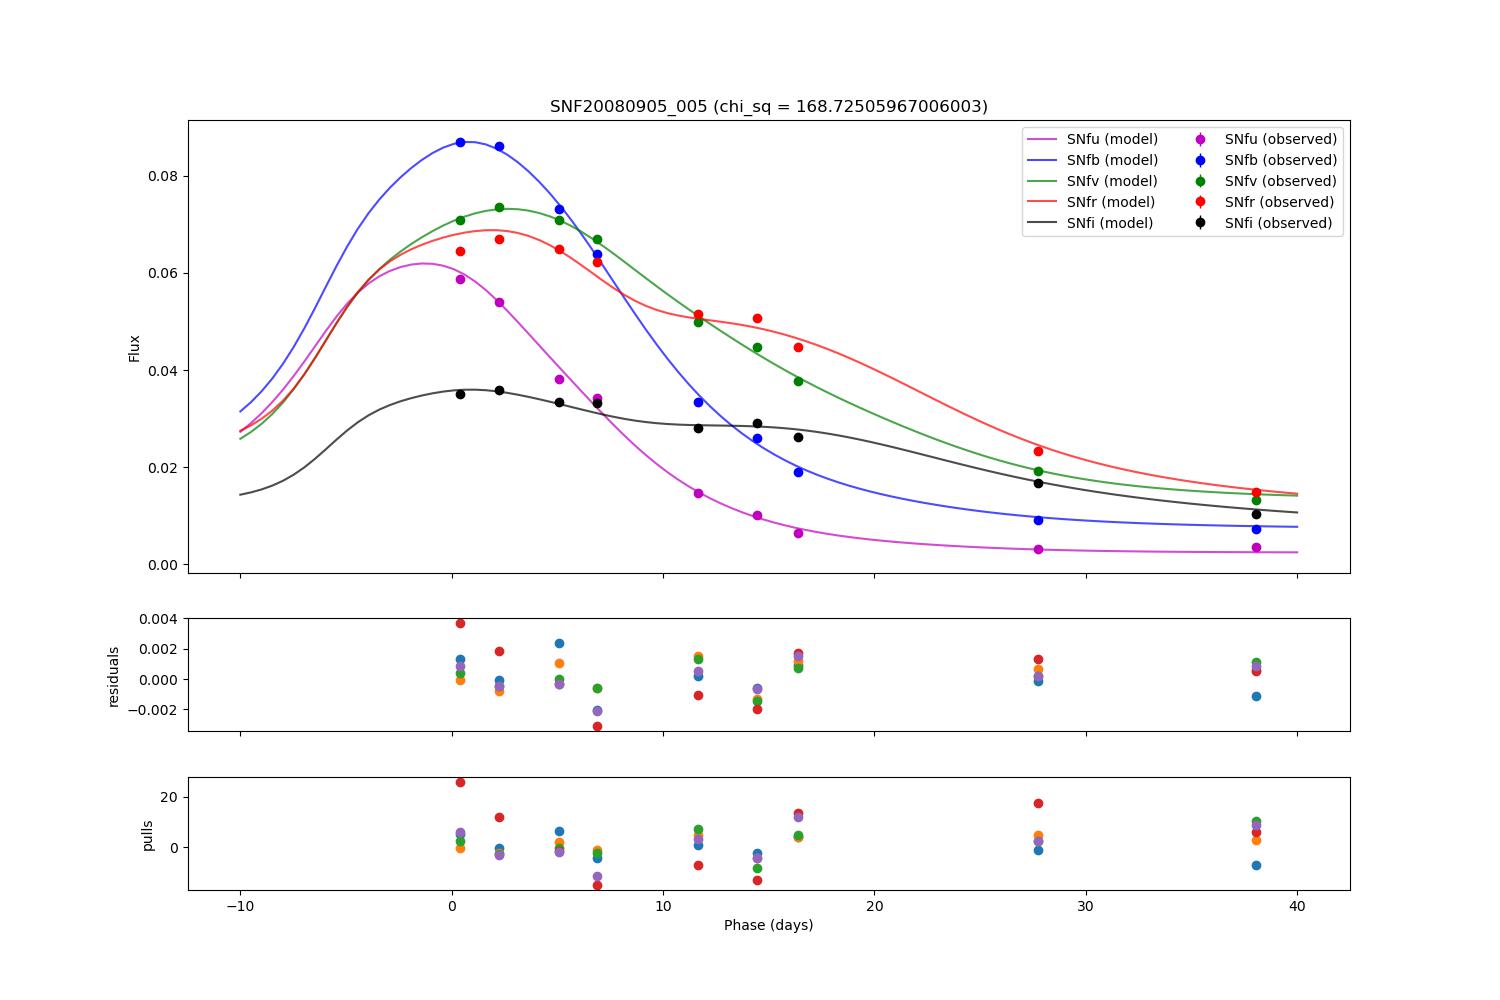 SNF20080905_005 (chi_sq = 168.72505967006003)
SNfu (model) SNfu (observed)
SNfb (model) SNfb (observed)
SNfv (model) SNfv (observed)
SNfr (model) SNfr (observed)
SNfi (model) SNfi (observed)
0.08
0.06
0.04
0.02
0.00
Flux
0.004
0.002
0.000
−0.002
residuals
20
0
pulls
−10 0 10 20 30 40
Phase (days)